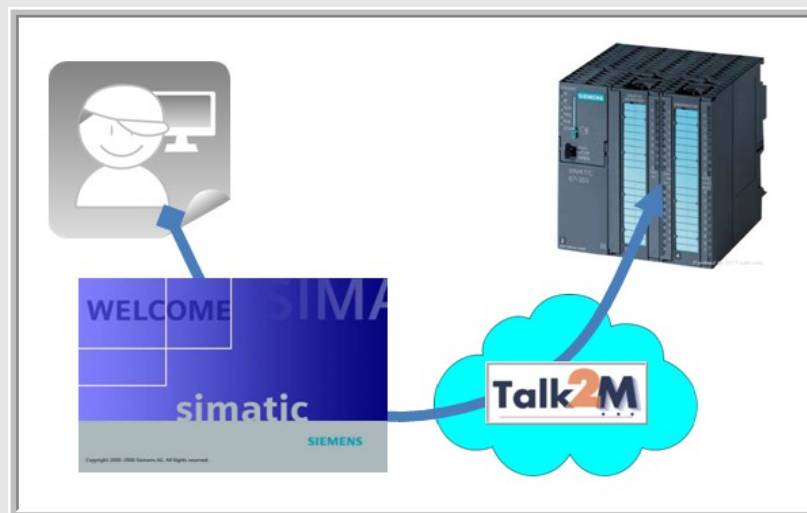 SIEMENS
SIMATIC
S7-300
WELCOME
SIMA
simatic
SIEMENS
Copyright 2000-2006 Siemens AG. All Rights reserved.
Talk2M